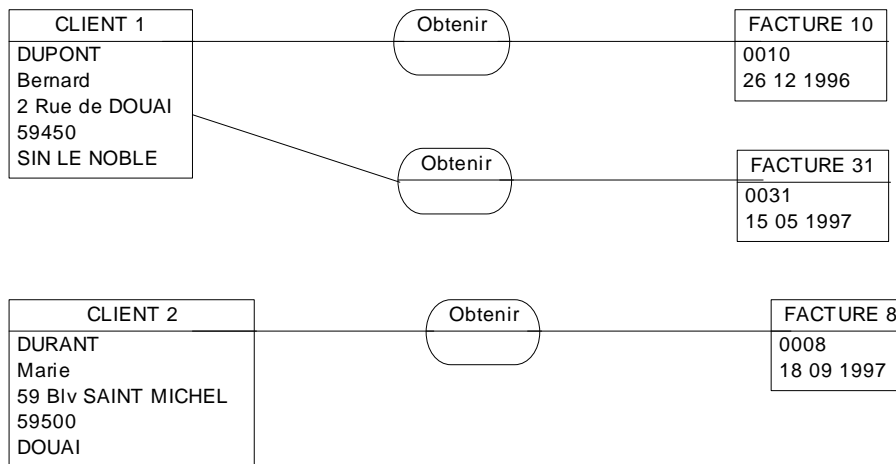 CLIENT 1
DUPONT
Bernard
2 Rue de DOUAI
59450
SIN LE NOBLE
Obtenir
FACTURE 10
0010
26 12 1996
Obtenir
FACTURE 31
0031
15 05 1997
CLIENT 2
DURANT
Marie
59 Blv SAINT MICHEL
59500
DOUAI
Obtenir
FACTURE 8
0008
18 09 1997